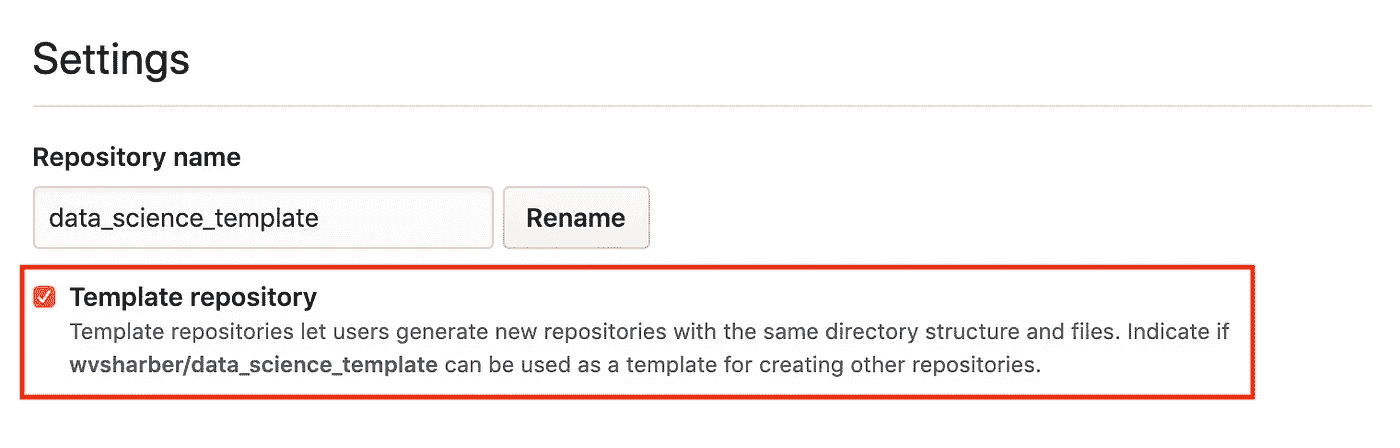 Settings
Repository name
data_science_template
Rename
Template repository
Template repositories let users generate new repositories with the same directory structure and files. Indicate if
wvsharber/data_science_template can be used as a template for creating other repositories.